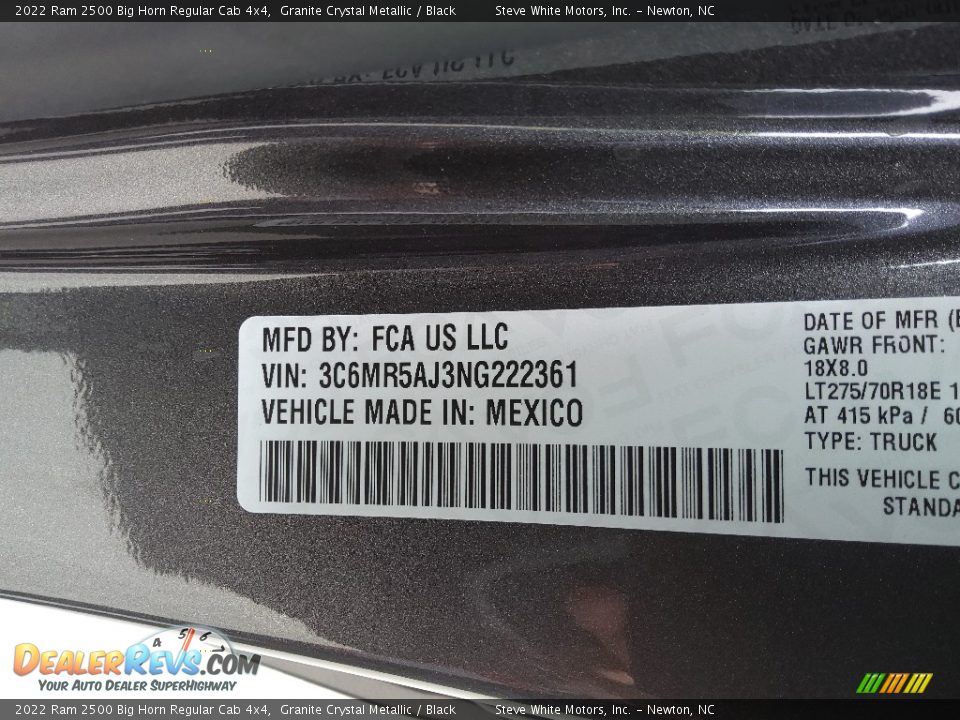 2022 Ram 2500 Big Horn Regular Cab 4x4, Granite Crystal Metallic / Black Steve White Motors, Inc. - Newton, NC
MFD BY: FCA US LLC
VIN: 3C6MR5AJ3NG222361
VEHICLE MADE IN: MEXICO
DATE OF MFR
GAWR FRONT:
18X8.0
LT275/70R18E
AT 415 kPa /
TYPE: TRUCK
THIS VEHICLE
DEALERREVS.COM
YOUR AUTO DEALER SUPERHIGHWAY
4 5 6
2022 Ram 2500 Big Horn Regular Cab 4x4, Granite Crystal Metallic / Black Steve White Motors, Inc. - Newton, NC